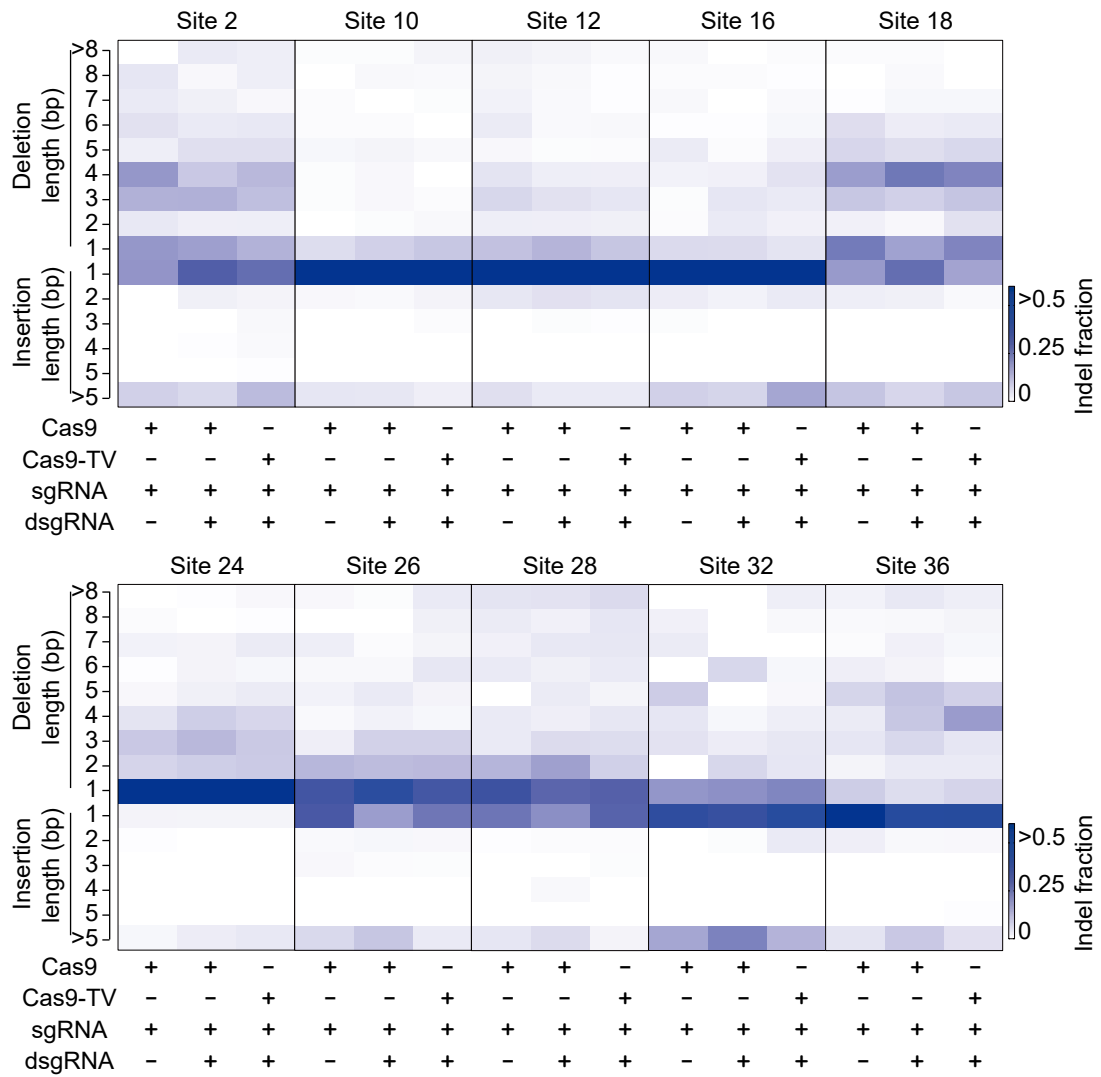 Site 2 Site 10 Site 12 Site 16 Site 18
Deletion
length (bp)
>8
8
7
6
5
4
3
2
1
Insertion
length (bp)
1
2
3
4
5
>5
>0.5
0.25
0
Indel fraction
Cas9 + + − + + − + + − + + − + + −
Cas9-TV − − + − − + − − + − − + − − +
sgRNA + + + + + + + + + + + + + + +
dsgRNA − + + − + + − + + − + + − + +
Site 24 Site 26 Site 28 Site 32 Site 36
Deletion
length (bp)
>8
8
7
6
5
4
3
2
1
Insertion
length (bp)
1
2
3
4
5
>5
>0.5
0.25
0
Indel fraction
Cas9 + + − + + − + + − + + − + + −
Cas9-TV − − + − − + − − + − − + − − +
sgRNA + + + + + + + + + + + + + + +
dsgRNA − + + − + + − + + − + + − + +